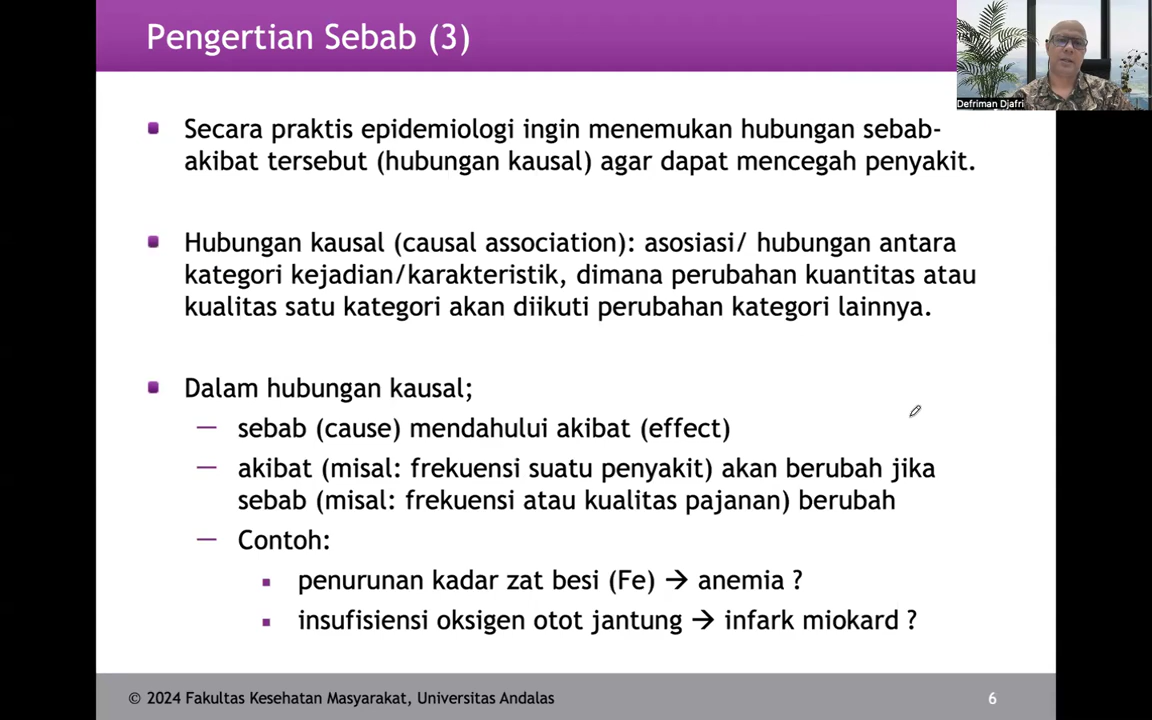 Pengertian Sebab (3)
Defriman Djafri
Secara praktis epidemiologi ingin menemukan hubungan sebab-
akibat tersebut (hubungan kausal) agar dapat mencegah penyakit.
Hubungan kausal (causal association): asosiasi/ hubungan antara
kategori kejadian/karakteristik, dimana perubahan kuantitas atau
kualitas satu kategori akan diikuti perubahan kategori lainnya.
Dalam hubungan kausal;
— sebab (cause) mendahului akibat (effect)
— akibat (misal: frekuensi suatu penyakit) akan berubah jika
sebab (misal: frekuensi atau kualitas pajanan) berubah
— Contoh:
penurunan kadar zat besi (Fe) → anemia ?
insufisiensi oksigen otot jantung → infark miokard ?
© 2024 Fakultas Kesehatan Masyarakat, Universitas Andalas
6